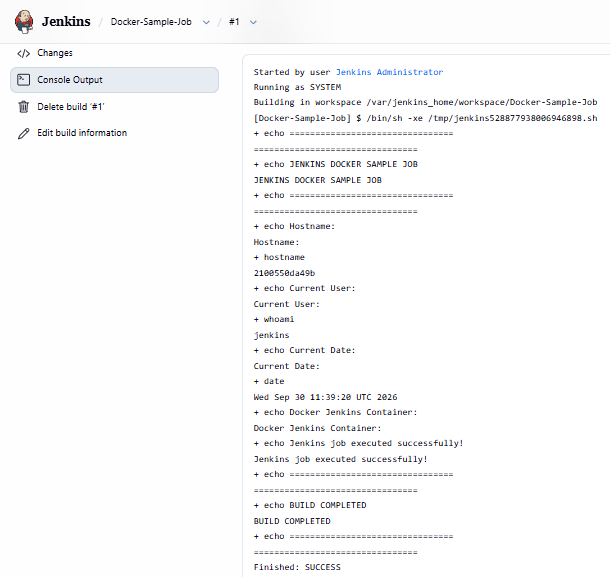 Jenkins / Docker-Sample-Job / #1
Changes
Console Output
Delete build '#1'
Edit build information
Started by user Jenkins Administrator
Running as SYSTEM
Building in workspace /var/jenkins_home/workspace/Docker-Sample-Job
[Docker-Sample-Job] $ /bin/sh -xe /tmp/jenkins528877938006946898.sh
+ echo ================================
================================
+ echo JENKINS DOCKER SAMPLE JOB
JENKINS DOCKER SAMPLE JOB
+ echo ================================
================================
+ echo Hostname:
Hostname:
+ hostname
2100550da49b
+ echo Current User:
Current User:
+ whoami
jenkins
+ echo Current Date:
Current Date:
+ date
Wed Sep 30 11:39:20 UTC 2026
+ echo Docker Jenkins Container:
Docker Jenkins Container:
+ echo Jenkins job executed successfully!
Jenkins job executed successfully!
+ echo ================================
================================
+ echo BUILD COMPLETED
BUILD COMPLETED
+ echo ================================
================================
Finished: SUCCESS